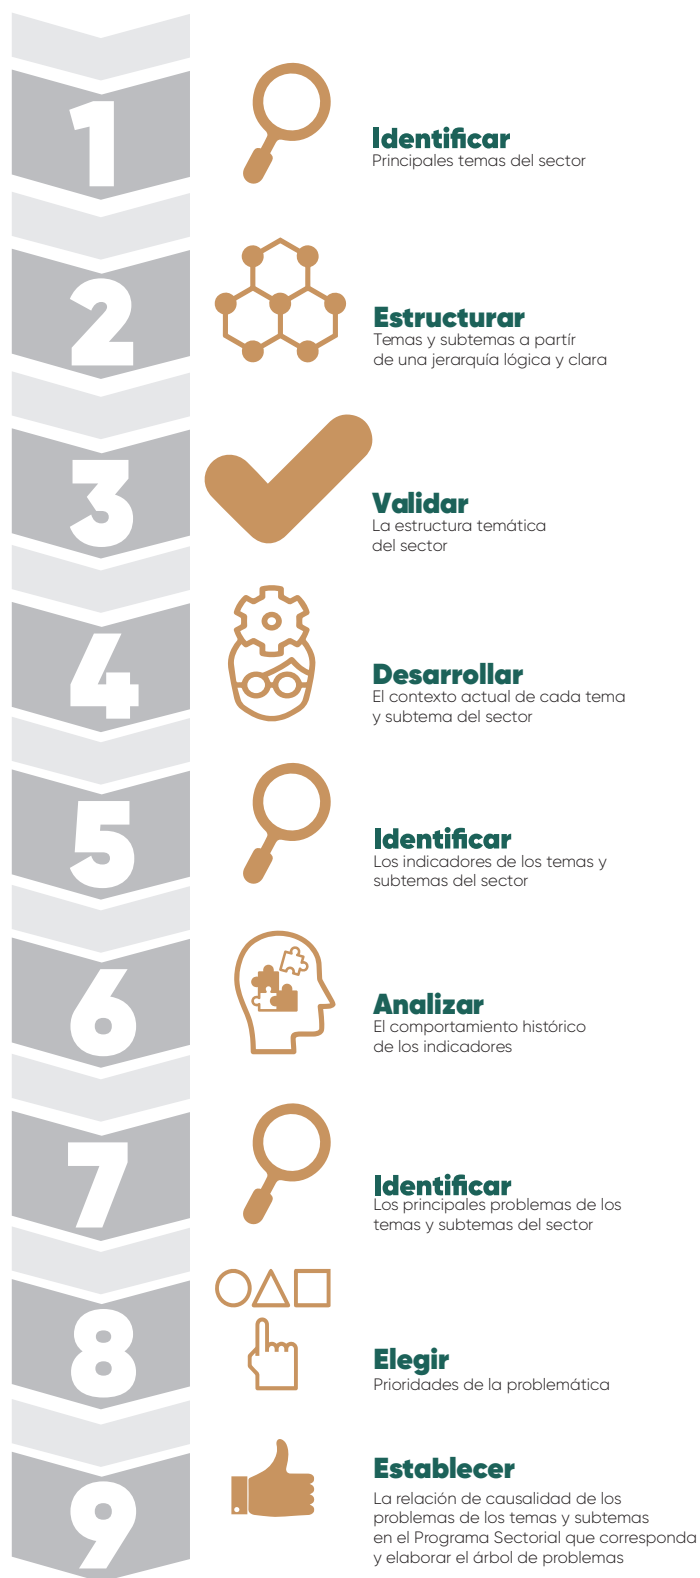 1
Identificar
Principales temas del sector
2
Estructurar
Temas y subtemas a partír
de una jerarquía lógica y clara
3
Validar
La estructura temática
del sector
4
Desarrollar
El contexto actual de cada tema
y subtema del sector
5
Identificar
Los indicadores de los temas y
subtemas del sector
6
Analizar
El comportamiento histórico
de los indicadores
7
Identificar
Los principales problemas de los
temas y subtemas del sector
8
Elegir
Prioridades de la problemática
9
Establecer
La relación de causalidad de los
problemas de los temas y subtemas
en el Programa Sectorial que corresponda
y elaborar el árbol de problemas